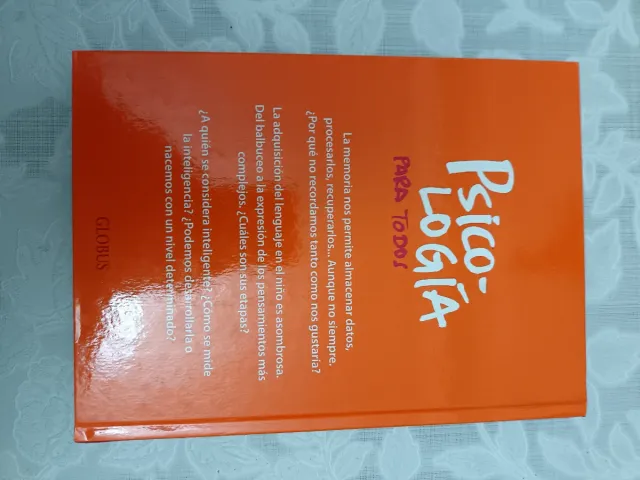 PSICO-
LOGÍA
PARA TODOS
La memoria nos permite almacenar datos,
procesarlos, recuperarlos... Aunque no siempre.
¿Por qué no recordamos tanto como nos gustaría?
La adquisición del lenguaje en el niño es asombrosa.
Del balbuceo a la expresión de los pensamientos más
complejos. ¿Cuáles son sus etapas?
¿A quién se considera inteligente? ¿Cómo se mide
la inteligencia? ¿Podemos desarrollarla o
nacemos con un nivel determinado?
GLOBUS